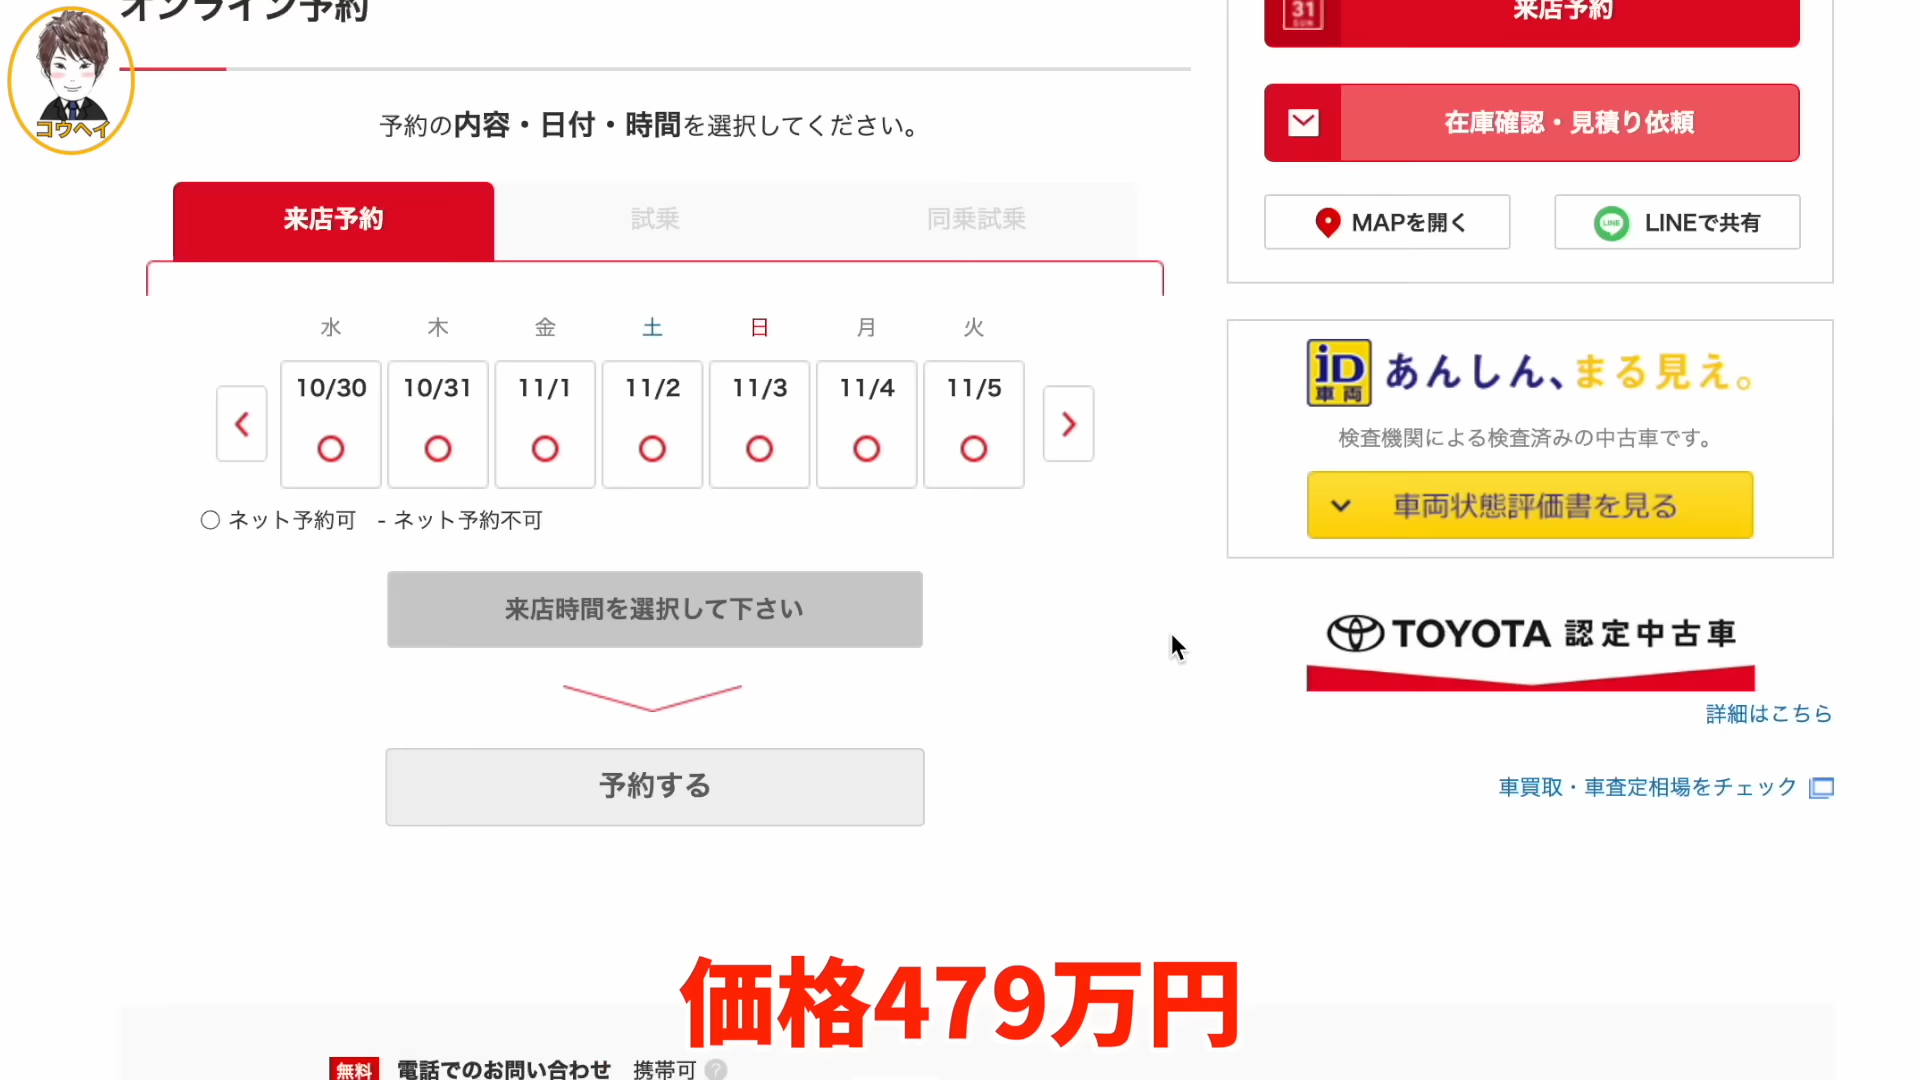 オンライン予約
コウヘイ
予約の内容・日付・時間を選択してください。
来店予約
試乗
同乗試乗
水 木 金 土 日 月 火
10/30 10/31 11/1 11/2 11/3 11/4 11/5
○ ○ ○ ○ ○ ○ ○
○ ネット予約可 - ネット予約不可
来店時間を選択して下さい
予約する
31
SUN
来店予約
在庫確認・見積り依頼
MAPを開く
LINE
LINEで共有
iD
車両
あんしん、まる見え。
検査機関による検査済みの中古車です。
車両状態評価書を見る
TOYOTA 認定中古車
詳細はこちら
車買取・車査定相場をチェック
価格479万円
無料 電話でのお問い合わせ 携帯可 ?